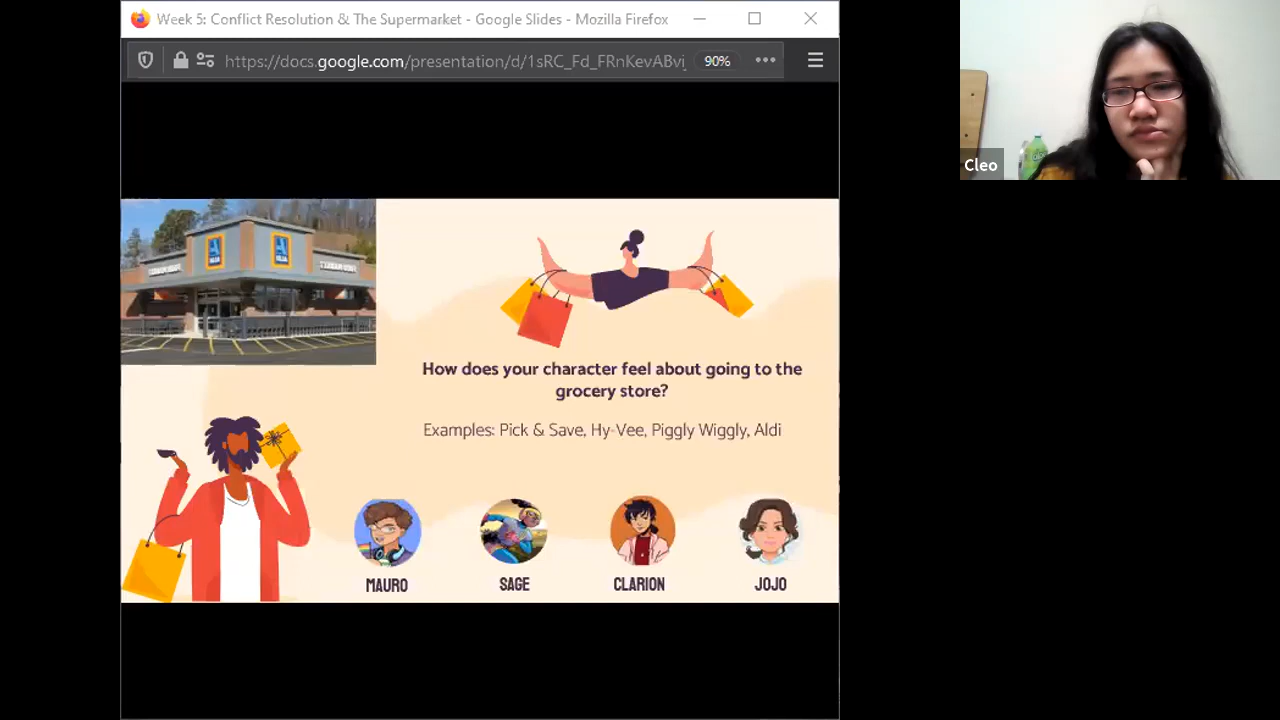 Week 5: Conflict Resolution & The Supermarket - Google Slides - Mozilla Firefox
https://docs.google.com/presentation/d/1sRC_Fd_FRnKevABvi
90%
Cleo
How does your character feel about going to the
grocery store?
Examples: Pick & Save, Hy-Vee, Piggly Wiggly, Aldi
MAURO
SAGE
CLARION
JOJO